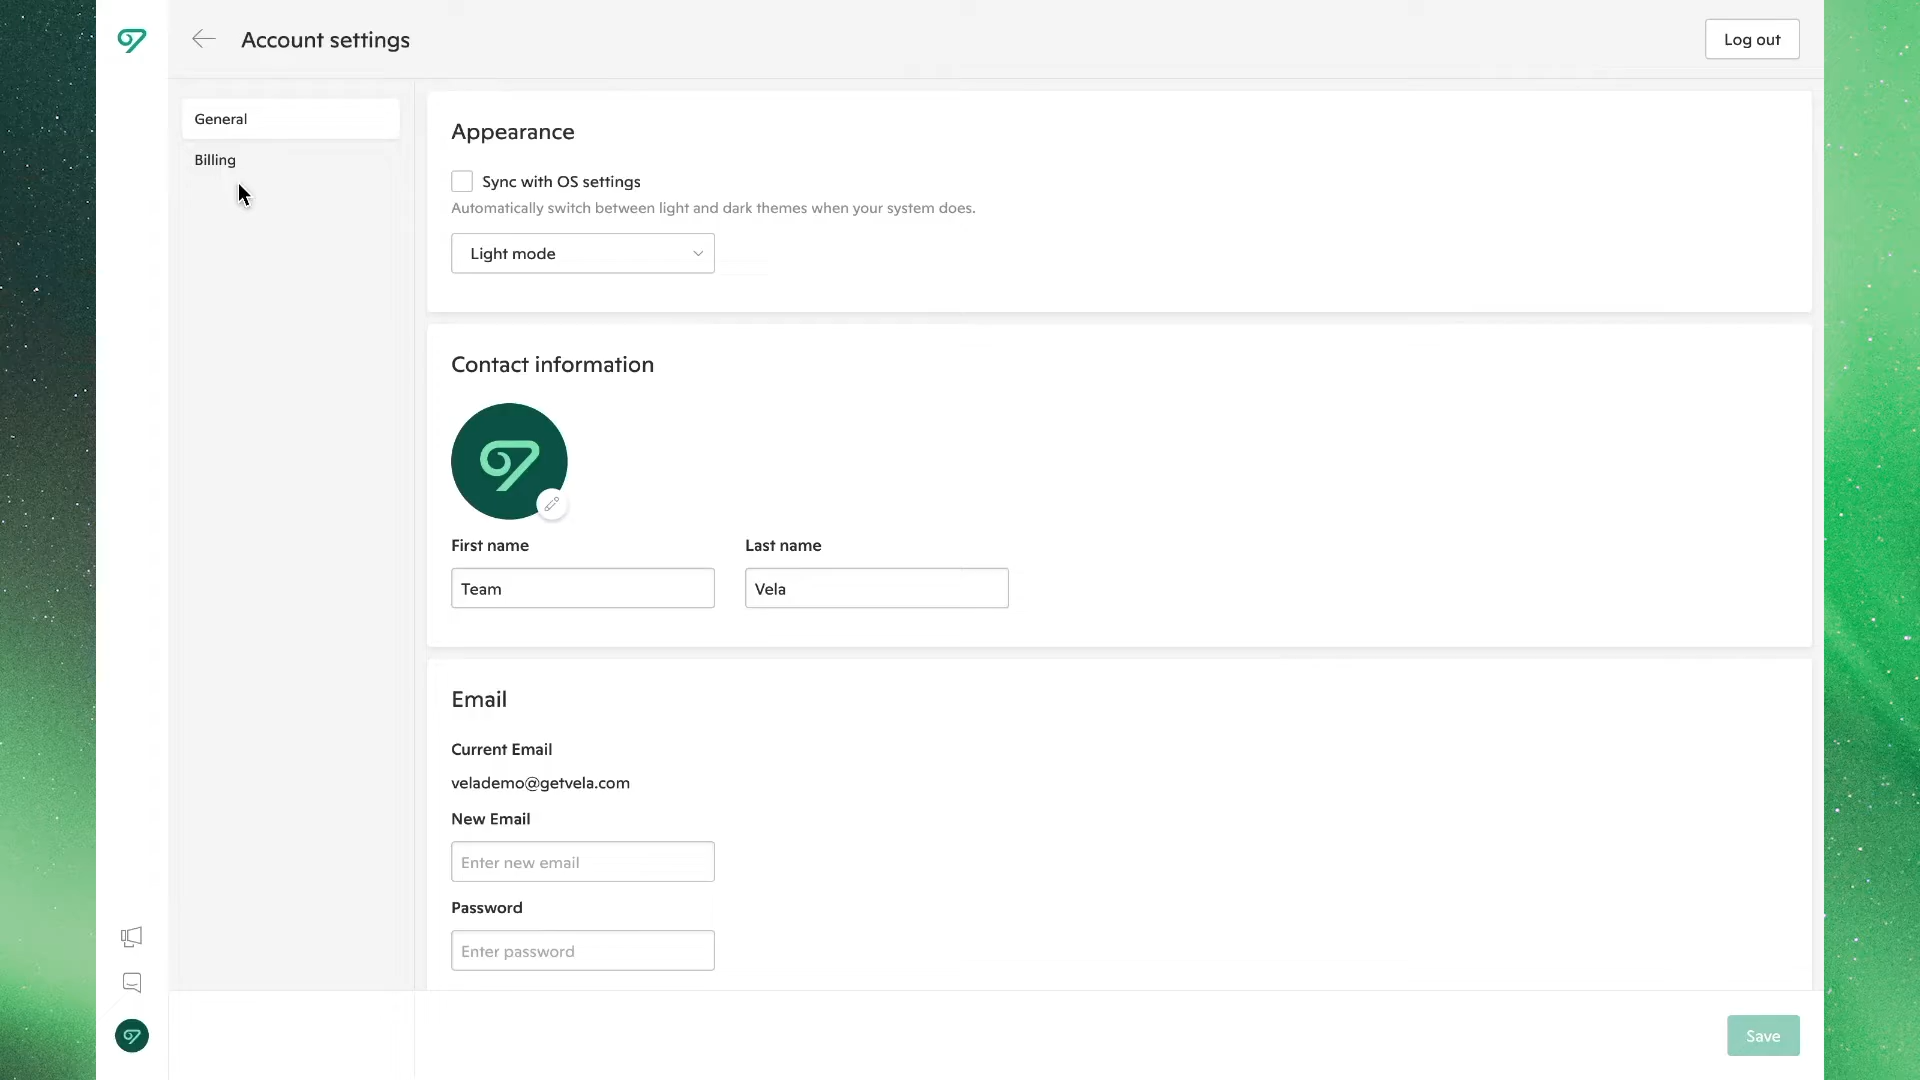 Account settings
Log out
General
Billing
Appearance
Sync with OS settings
Automatically switch between light and dark themes when your system does.
Light mode
Contact information
First name
Last name
Team
Vela
Email
Current Email
velademo@getvela.com
New Email
Enter new email
Password
Enter password
Save